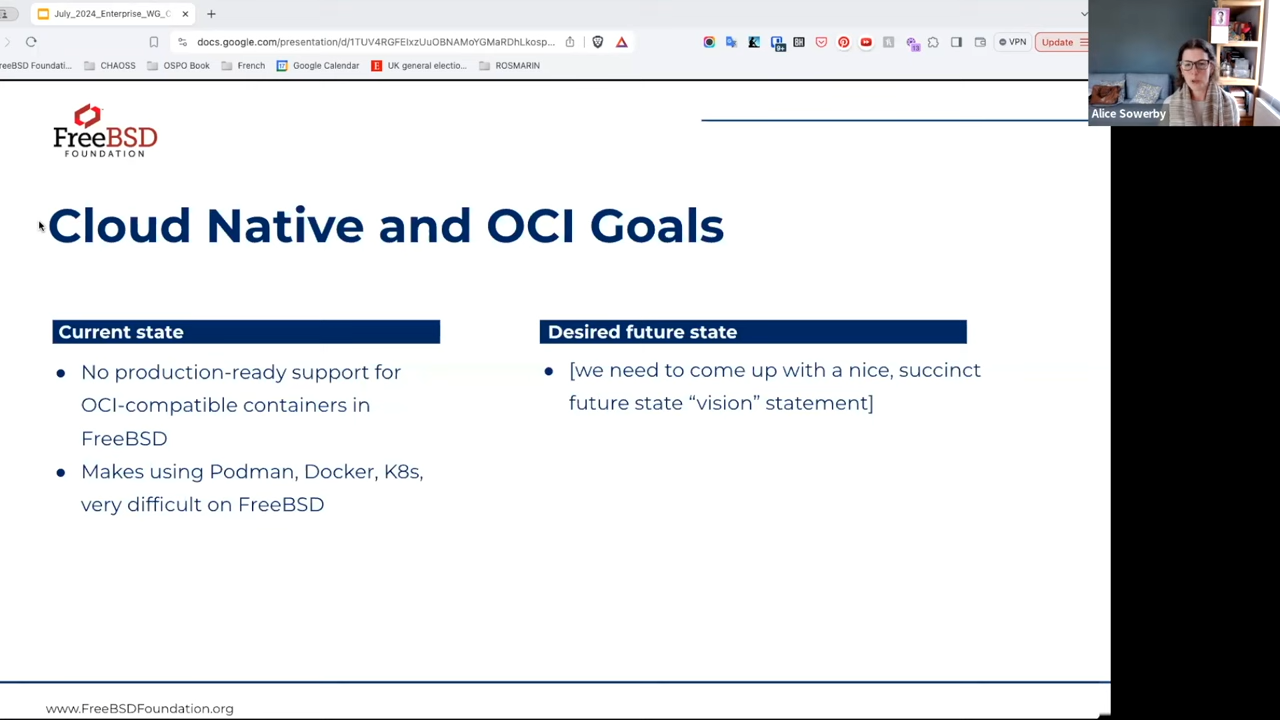 July_2024_Enterprise_WG_C
docs.google.com/presentation/d/1TUV4RGFEIxzUuOBNAMoYGMaRDhLkosp...
VPN
Update
FreeBSD Foundati...
CHAOSS
OSPO Book
French
Google Calendar
UK general electio...
ROSMARIN
Alice Sowerby
FreeBSD
FOUNDATION
Cloud Native and OCI Goals
Current state
● No production-ready support for
OCI-compatible containers in
FreeBSD
● Makes using Podman, Docker, K8s,
very difficult on FreeBSD
Desired future state
● [we need to come up with a nice, succinct
future state “vision” statement]
www.FreeBSDFoundation.org